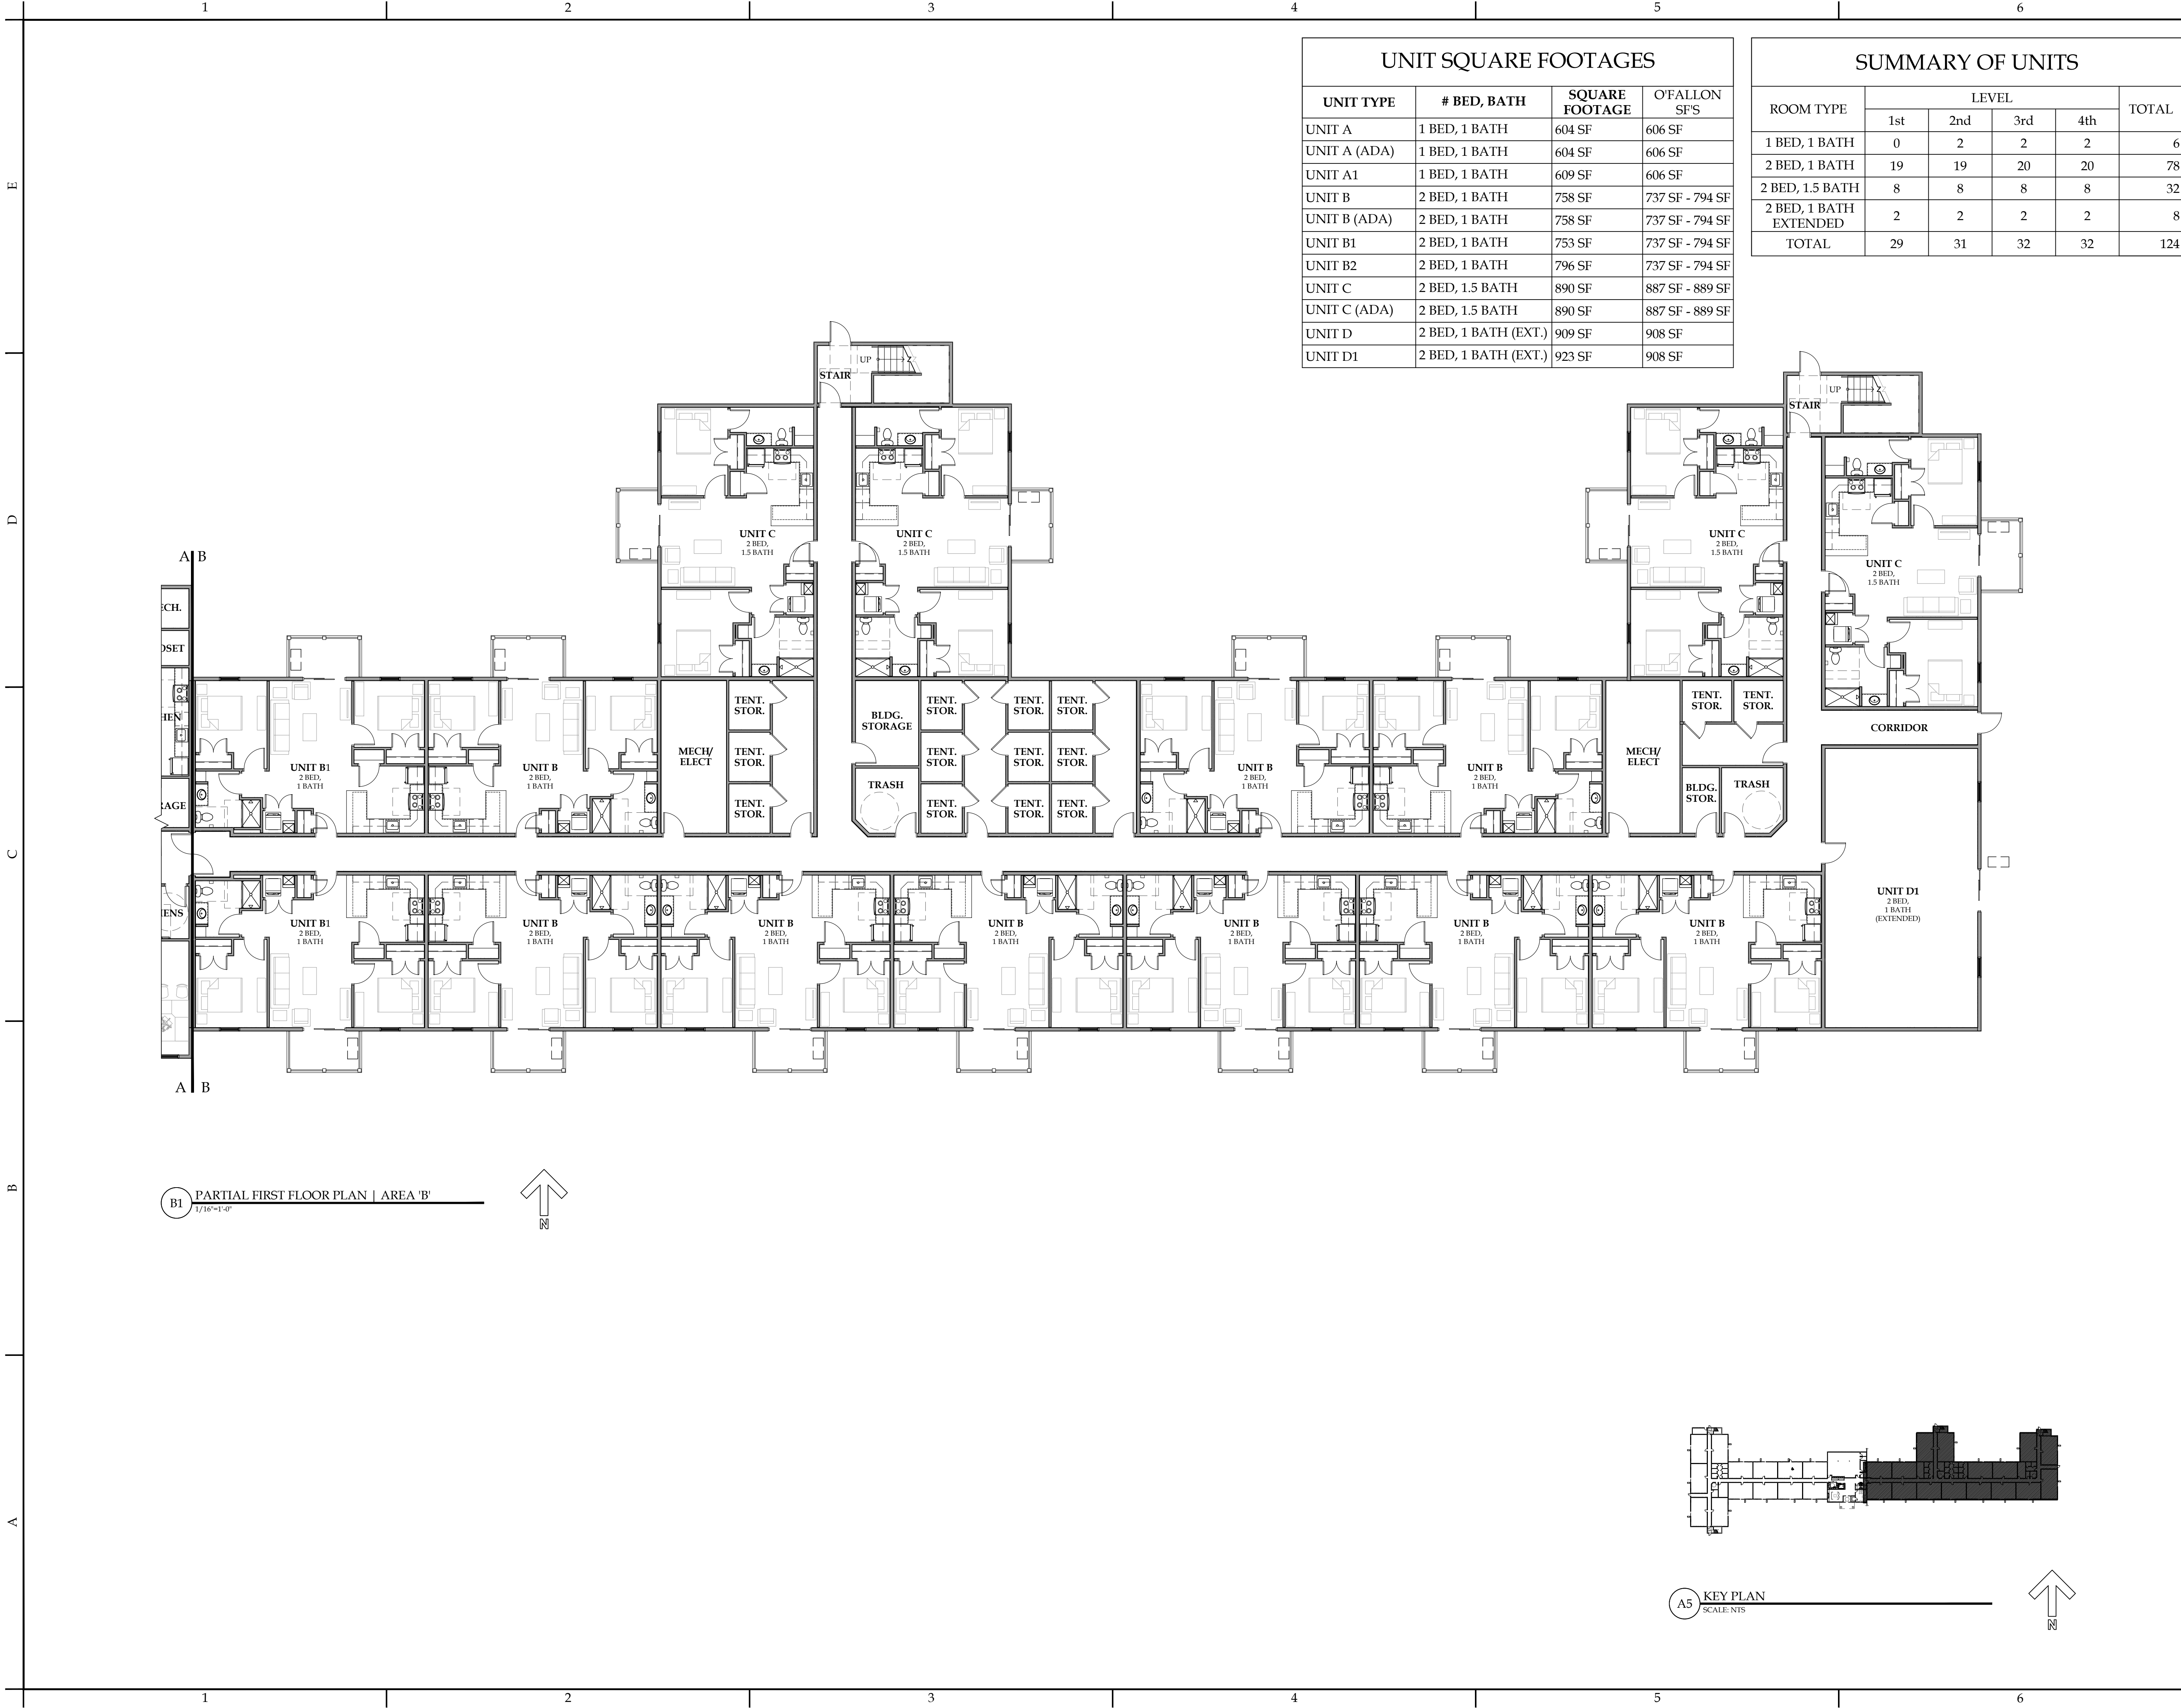 1 2 3 4 5 6
UNIT SQUARE FOOTAGES
UNIT TYPE # BED, BATH SQUARE FOOTAGE O'FALLON SF'S
UNIT A 1 BED, 1 BATH 604 SF 606 SF
UNIT A (ADA) 1 BED, 1 BATH 604 SF 606 SF
UNIT A1 1 BED, 1 BATH 609 SF 606 SF
UNIT B 2 BED, 1 BATH 758 SF 737 SF - 794 SF
UNIT B (ADA) 2 BED, 1 BATH 758 SF 737 SF - 794 SF
UNIT B1 2 BED, 1 BATH 753 SF 737 SF - 794 SF
UNIT B2 2 BED, 1 BATH 796 SF 737 SF - 794 SF
UNIT C 2 BED, 1.5 BATH 890 SF 887 SF - 889 SF
UNIT C (ADA) 2 BED, 1.5 BATH 890 SF 887 SF - 889 SF
UNIT D 2 BED, 1 BATH (EXT.) 909 SF 908 SF
UNIT D1 2 BED, 1 BATH (EXT.) 923 SF 908 SF
SUMMARY OF UNITS
ROOM TYPE LEVEL TOTAL
1st 2nd 3rd 4th
1 BED, 1 BATH 0 2 2 2 6
2 BED, 1 BATH 19 19 20 20 78
2 BED, 1.5 BATH 8 8 8 8 32
2 BED, 1 BATH EXTENDED 2 2 2 2 8
TOTAL 29 31 32 32 124
E
D
C
B
A
UP
Z
STAIR
UP
Z
STAIR
UNIT C
2 BED,
1.5 BATH
UNIT C
2 BED,
1.5 BATH
UNIT C
2 BED,
1.5 BATH
UNIT C
2 BED,
1.5 BATH
A B
ECH.
OSET
HEN
RAGE
ENS
UNIT B1
2 BED,
1 BATH
UNIT B
2 BED,
1 BATH
MECH/
ELECT
TENT.
STOR.
TENT.
STOR.
TENT.
STOR.
BLDG.
STORAGE
TRASH
TENT. TENT. TENT.
STOR. STOR. STOR.
TENT. TENT. TENT.
STOR. STOR. STOR.
TENT. TENT. TENT.
STOR. STOR. STOR.
UNIT B
2 BED,
1 BATH
UNIT B
2 BED,
1 BATH
MECH/
ELECT
TENT. TENT.
STOR. STOR.
BLDG.
STOR.
TRASH
CORRIDOR
UNIT B1
2 BED,
1 BATH
UNIT B
2 BED,
1 BATH
UNIT B
2 BED,
1 BATH
UNIT B
2 BED,
1 BATH
UNIT B
2 BED,
1 BATH
UNIT B
2 BED,
1 BATH
UNIT B
2 BED,
1 BATH
UNIT D1
2 BED,
1 BATH
(EXTENDED)
A B
B1 PARTIAL FIRST FLOOR PLAN | AREA 'B'
1/16"=1'-0"
N
A5 KEY PLAN
SCALE: NTS
N
1 2 3 4 5 6